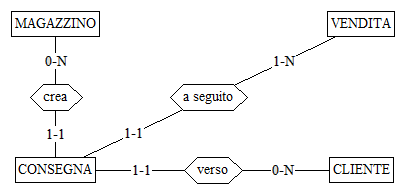 MAGAZZINO
VENDITA
0-N
1-N
crea
a seguito
1-1
1-1
CONSEGNA
1-1
verso
0-N
CLIENTE